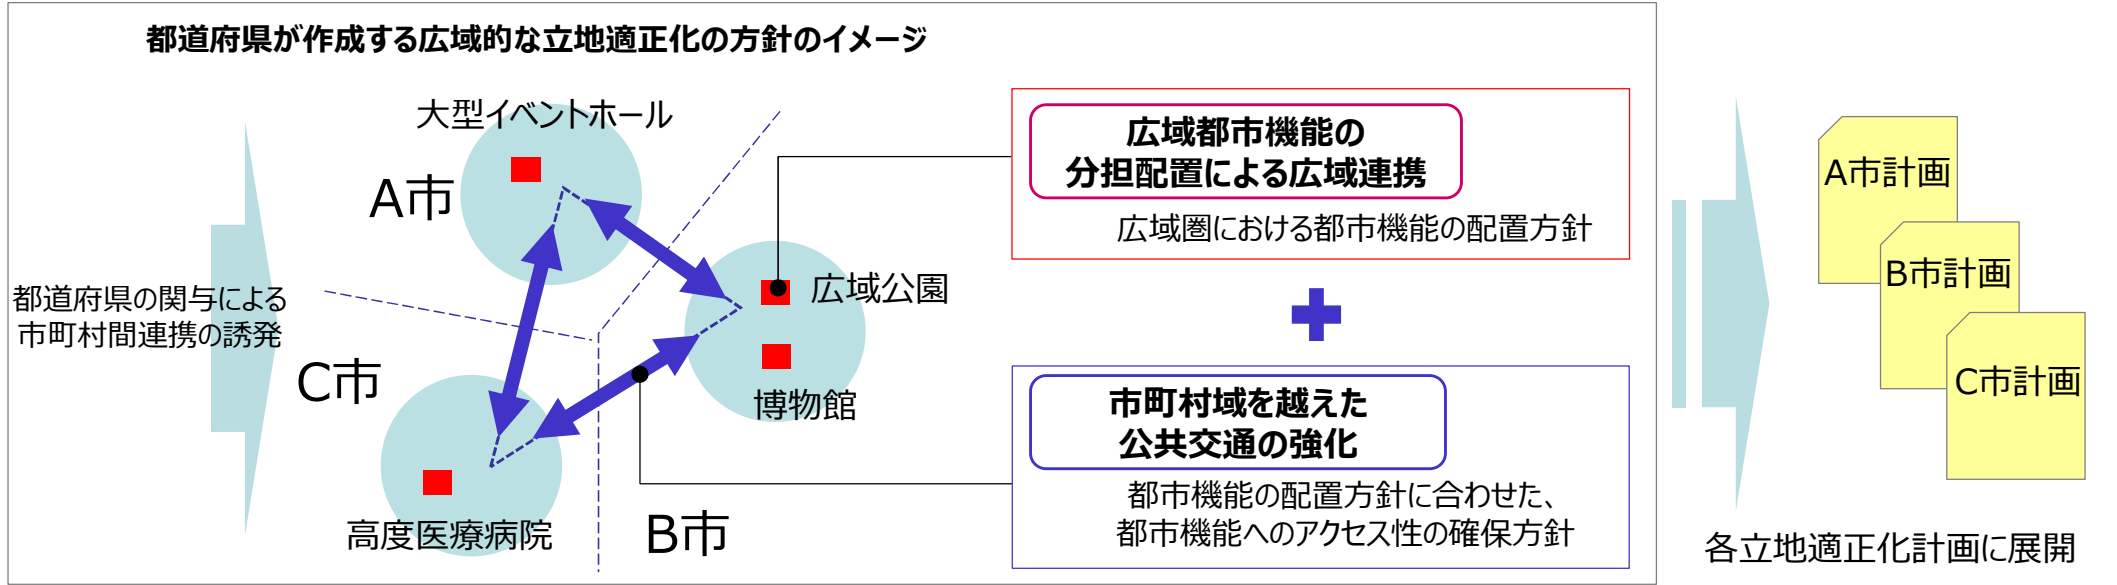 都道府県が作成する広域的な立地適正化の方針のイメージ
都道府県の関与による
市町村間連携の誘発
大型イベントホール
A市
広域公園
博物館
C市
高度医療病院
B市
広域都市機能の
分担配置による広域連携
広域圏における都市機能の配置方針
市町村域を越えた
公共交通の強化
都市機能の配置方針に合わせた、
都市機能へのアクセス性の確保方針
A市計画
B市計画
C市計画
各立地適正化計画に展開